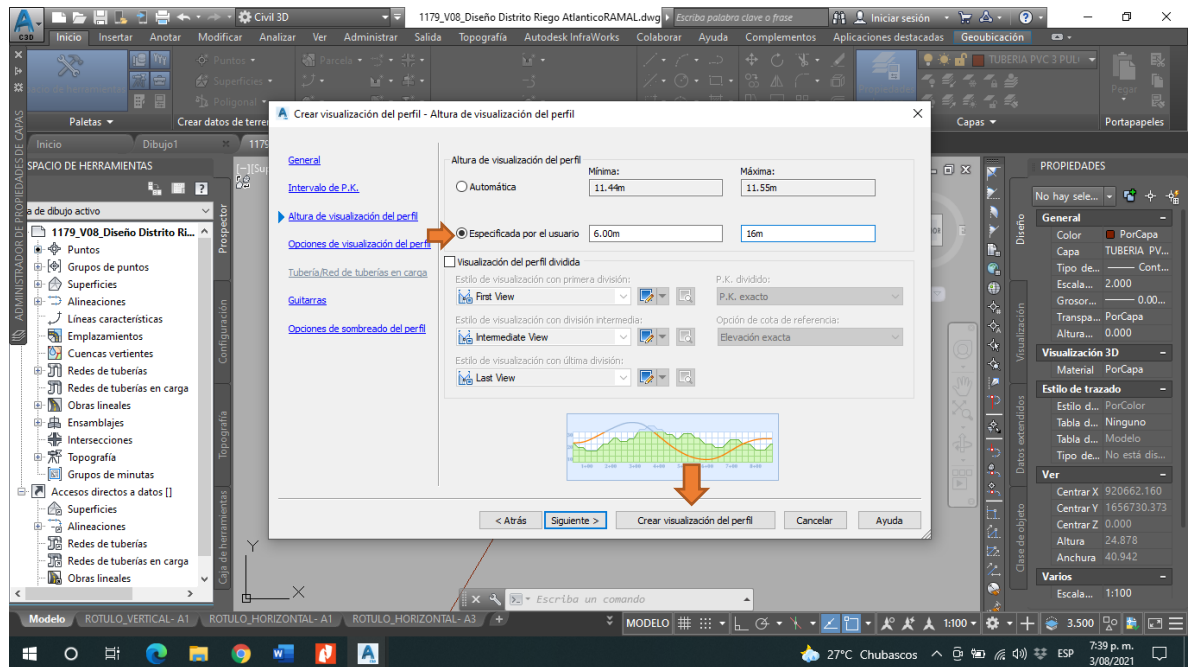 Civil 3D
1179_V08_Diseño Distrito Riego AtlanticoRAMAL.dwg
Escriba palabra clave o frase
Iniciar sesión
C3D
Inicio Insertar Anotar Modificar Analizar Ver Administrar Salida Topografía Autodesk InfraWorks Colaborar Ayuda Complementos Aplicaciones destacadas Geoubicación
Puntos
Parcela
TUBERIA PVC 3 PUL
Superficies
Poligonal
Pegar
Paletas
Crear datos de terre
Capas
Portapapeles
Inicio
Dibujo1
1179
ADMINISTRADOR DE PROPIEDADES DE CAPAS
SPACIO DE HERRAMIENTAS
a de dibujo activo
1179_V08_Diseño Distrito Ri...
Puntos
Grupos de puntos
Superficies
Alineaciones
Líneas características
Emplazamientos
Cuencas vertientes
Redes de tuberías
Redes de tuberías en carga
Obras lineales
Ensamblajes
Intersecciones
Topografía
Grupos de minutas
Accesos directos a datos []
Superficies
Alineaciones
Redes de tuberías
Redes de tuberías en carga
Obras lineales
Prospector
Configuración
Topografía
Caja de herramientas
[-][Su
Crear visualización del perfil - Altura de visualización del perfil
General
Intervalo de P.K.
Altura de visualización del perfil
Opciones de visualización del perfil
Tubería/Red de tuberías en carga
Guitarras
Opciones de sombreado del perfil
Altura de visualización del perfil
Mínima:
Máxima:
Automática
11.44m
11.55m
Especificada por el usuario
6.00m
16m
Visualización del perfil dividida
Estilo de visualización con primera división:
P.K. dividido:
First View
P.K. exacto
Estilo de visualización con división intermedia:
Opción de cota de referencia:
Intermediate View
Elevación exacta
Estilo de visualización con última división:
Last View
< Atrás
Siguiente >
Crear visualización del perfil
Cancelar
Ayuda
Y
X
PROPIEDADES
No hay sele...
General
Color PorCapa
Capa TUBERIA PV...
Tipo de... Cont...
Escala... 2.000
Grosor... 0.00...
Transpa... PorCapa
Altura... 0.000
Visualización 3D
Material PorCapa
Estilo de trazado
Estilo d... PorColor
Tabla d... Ninguno
Tabla d... Modelo
Tipo de... No está dis...
Ver
Centrar X 920662.160
Centrar Y 1656730.373
Centrar Z 0.000
Altura 24.878
Anchura 40.942
Varios
Escala... 1:100
Diseño
Visualización
Datos extendidos
Clase de objeto
Escriba un comando
Modelo
ROTULO_VERTICAL- A1
ROTULO_HORIZONTAL- A1
ROTULO_HORIZONTAL- A3
MODELO
1:100
3.500
27°C Chubascos
ESP
7:39 p. m.
3/08/2021